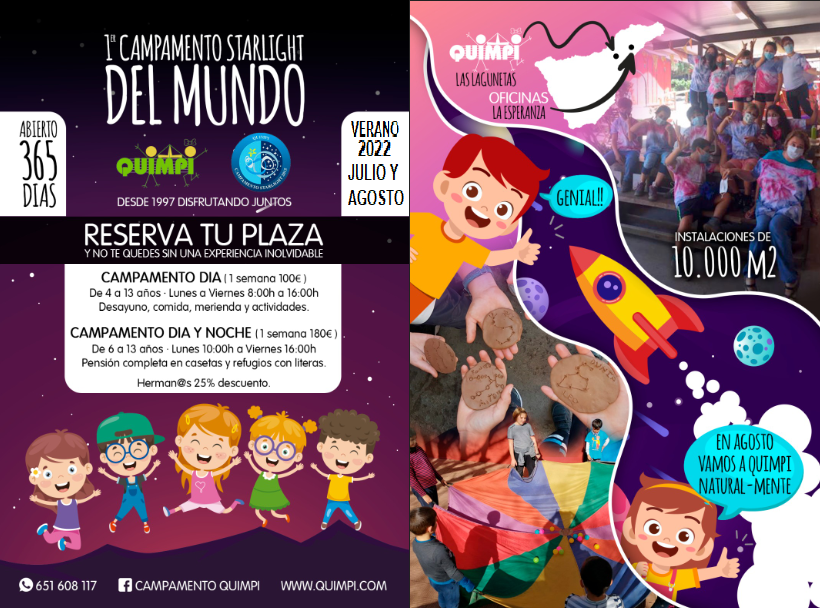 1ER CAMPAMENTO STARLIGHT
DEL MUNDO
ABIERTO
365
DIAS
QUIMPI
QUIMPI
CAMPAMENTO STARLIGHT
VERANO
2022
JULIO Y
AGOSTO
DESDE 1997 DISFRUTANDO JUNTOS
RESERVA TU PLAZA
Y NO TE QUEDES SIN UNA EXPERIENCIA INOLVIDABLE
CAMPAMENTO DIA ( 1 semana 100€ )
De 4 a 13 años · Lunes a Viernes 8:00h a 16:00h
Desayuno, comida, merienda y actividades.
CAMPAMENTO DIA Y NOCHE ( 1 semana 180€ )
De 6 a 13 años · Lunes 10:00h a Viernes 16:00h
Pensión completa en casetas y refugios con literas.
Herman@s 25% descuento.
651 608 117
CAMPAMENTO QUIMPI
WWW.QUIMPI.COM
QUIMPI
LAS LAGUNETAS
OFICINAS
LA ESPERANZA
GENIAL!!
INSTALACIONES DE
10.000 M2
EN AGOSTO
VAMOS A QUIMPI
NATURAL-MENTE